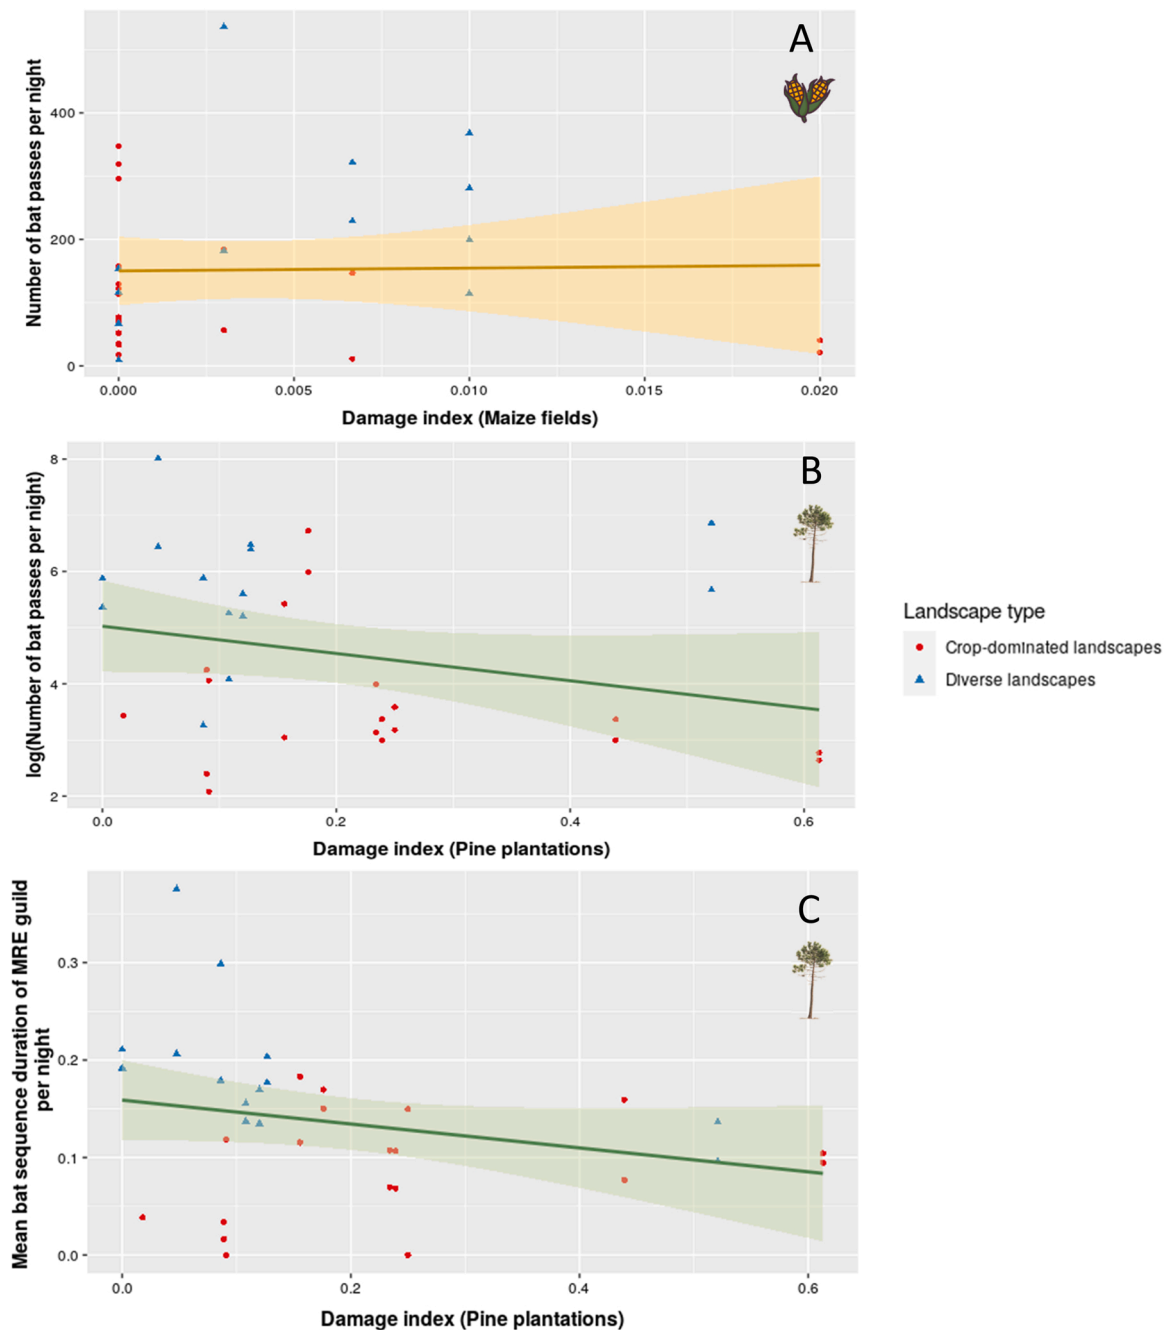 A
Number of bat passes per night
400
200
0
0.000
0.005
0.010
0.015
0.020
Damage index (Maize fields)
B
log(Number of bat passes per night)
8
6
4
2
0.0
0.2
0.4
0.6
Damage index (Pine plantations)
Landscape type
Crop-dominated landscapes
Diverse landscapes
C
Mean bat sequence duration of MRE guild
per night
0.3
0.2
0.1
0.0
0.0
0.2
0.4
0.6
Damage index (Pine plantations)